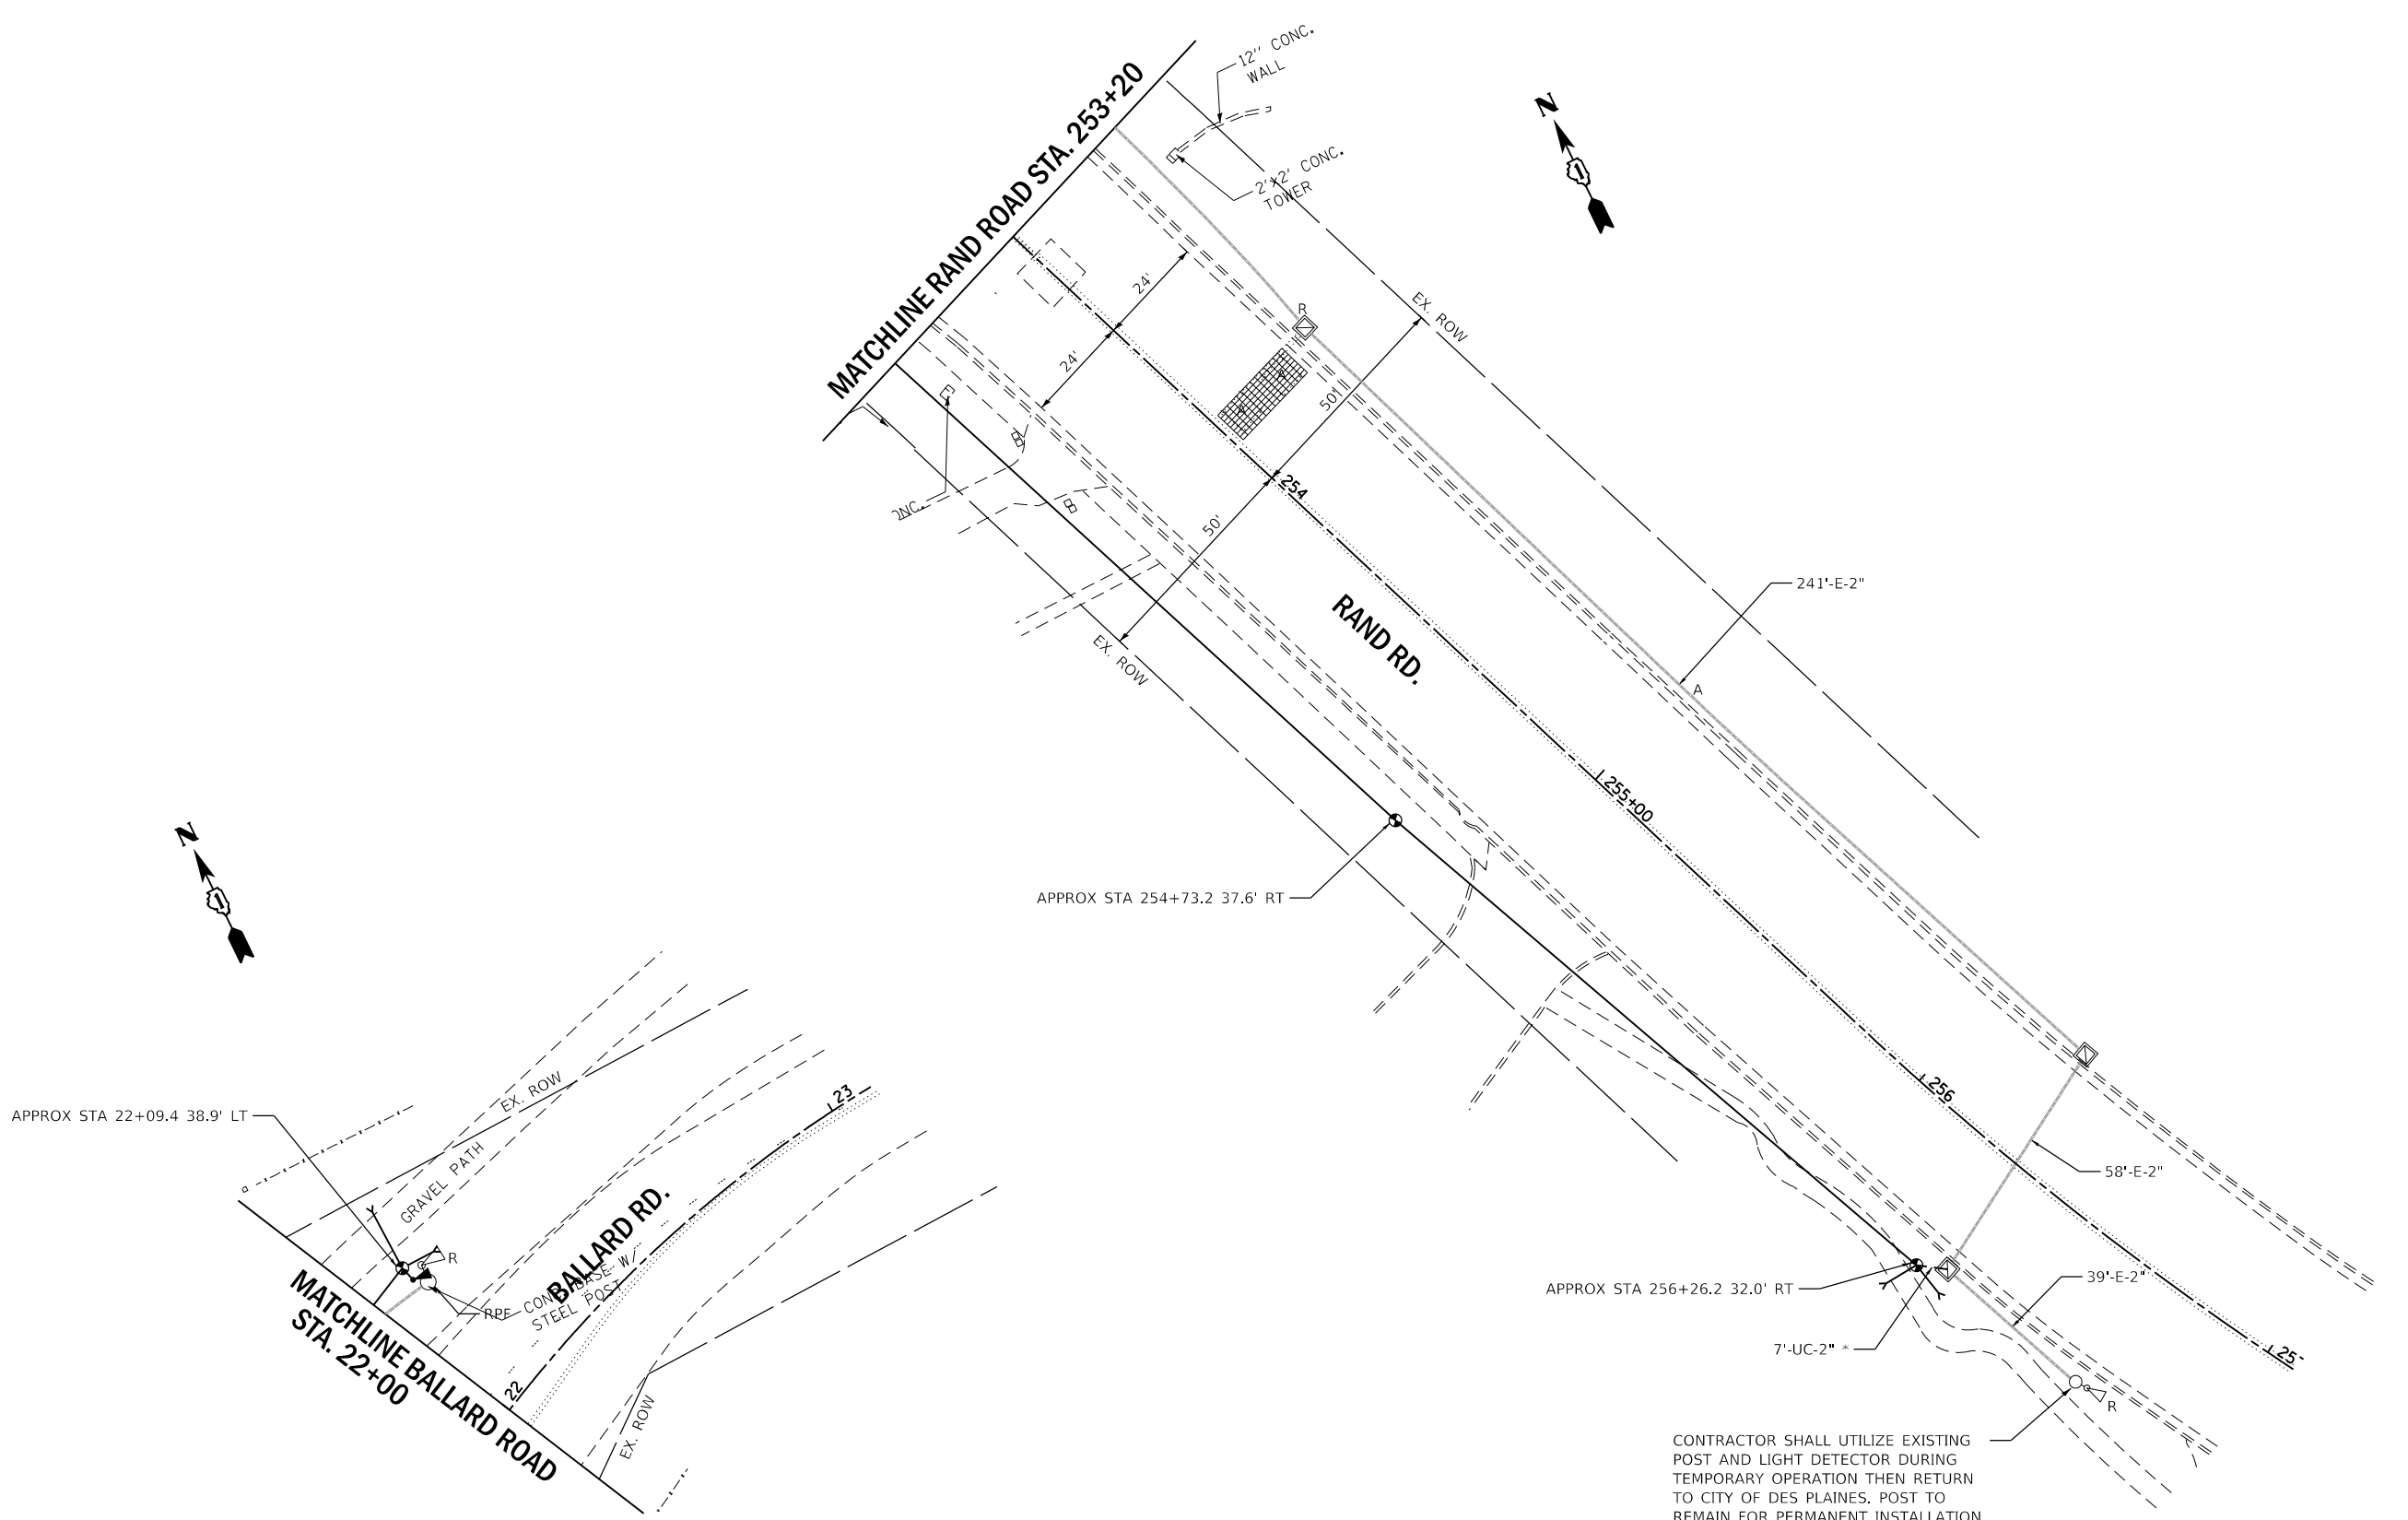 MATCHLINE RAND ROAD STA. 253+20
12" CONC.
WALL
2'x2' CONC.
TOWER
N
24'
24'
R
EX. ROW
A
A
50'
254
50'
EX. ROW
RAND RD.
241'-E-2"
A
255+00
APPROX STA 254+73.2 37.6' RT
256
58'-E-2"
APPROX STA 256+26.2 32.0' RT
39'-E-2"
7'-UC-2" *
25
R
CONTRACTOR SHALL UTILIZE EXISTING
POST AND LIGHT DETECTOR DURING
TEMPORARY OPERATION THEN RETURN
TO CITY OF DES PLAINES. POST TO
REMAIN FOR PERMANENT INSTALLATION
N
APPROX STA 22+09.4 38.9' LT
EX. ROW
GRAVEL PATH
23
BALLARD RD.
R
RPF
CONC. BASE W/
STEEL POST
22
EX. ROW
MATCHLINE BALLARD ROAD
STA. 22+00